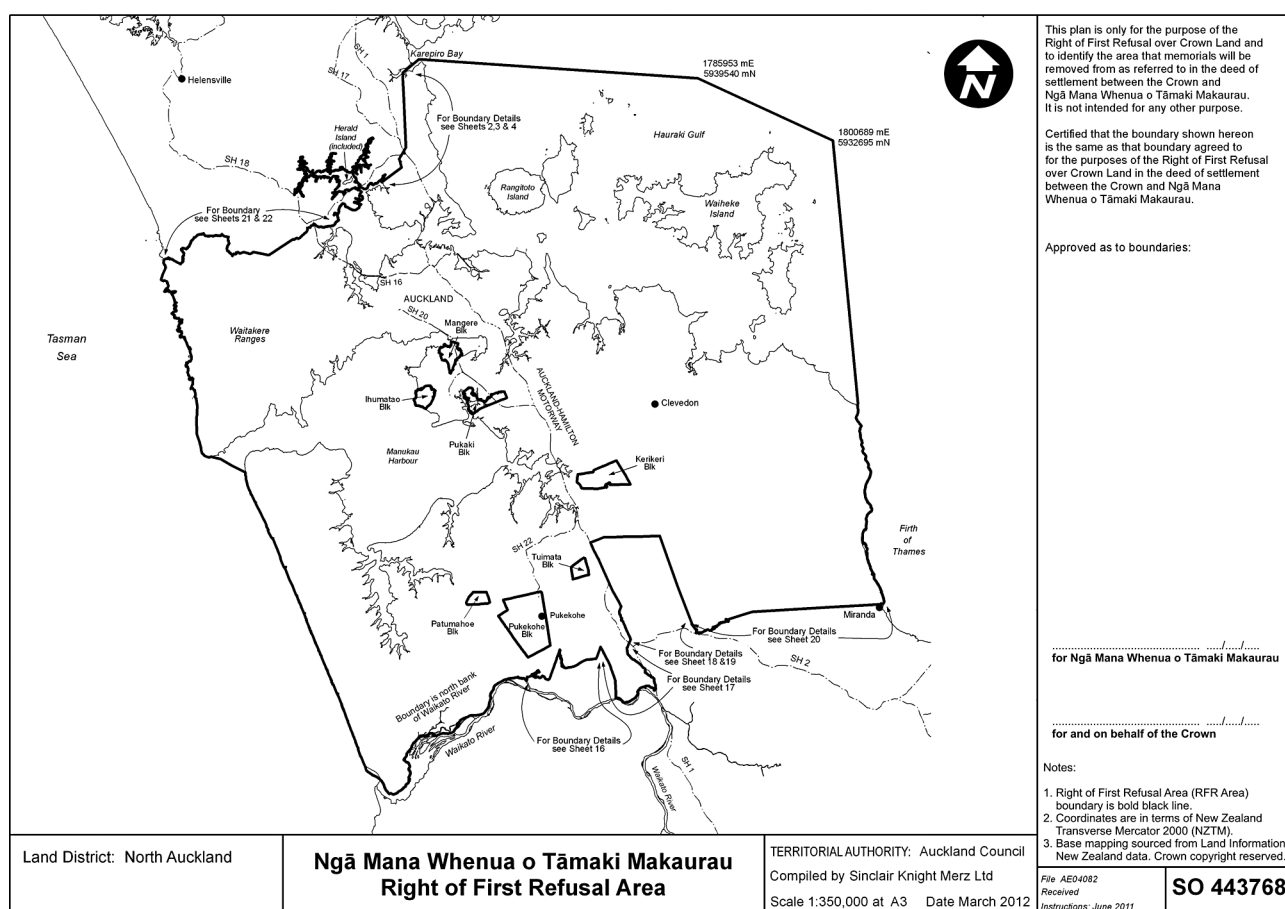 Karepiro Bay
SH 1
SH 17
Helensville
1785953 mE
5939540 mN
For Boundary Details
see Sheets 2,3 & 4
Hauraki Gulf
1800689 mE
5932695 mN
Herald
Island
(included)
SH 18
Rangitoto
Island
Waiheke
Island
For Boundary
see Sheets 21 & 22
SH 16
AUCKLAND
SH 20
Mangere
Blk
Tasman
Sea
Waitakere
Ranges
Ihumatao
Blk
AUCKLAND-HAMILTON
MOTORWAY
Clevedon
Pukaki
Blk
Manukau
Harbour
Kerikeri
Blk
Firth
of
Thames
SH 22
Tuimata
Blk
Patumahoe
Blk
Pukekohe
Blk
Pukekohe
Miranda
For Boundary Details
see Sheet 20
For Boundary Details
see Sheet 18 &19
SH 2
For Boundary Details
see Sheet 17
Boundary is north bank
of Waikato River
Waikato River
For Boundary Details
see Sheet 16
Waikato River
SH 1
N
This plan is only for the purpose of the
Right of First Refusal over Crown Land and
to identify the area that memorials will be
removed from as referred to in the deed of
settlement between the Crown and
Ngā Mana Whenua o Tāmaki Makaurau.
It is not intended for any other purpose.
Certified that the boundary shown hereon
is the same as that boundary agreed to
for the purposes of the Right of First Refusal
over Crown Land in the deed of settlement
between the Crown and Ngā Mana
Whenua o Tāmaki Makaurau.
Approved as to boundaries:
............................................ ..../...../.....
for Ngā Mana Whenua o Tāmaki Makaurau
............................................ ..../...../.....
for and on behalf of the Crown
Notes:
1. Right of First Refusal Area (RFR Area)
boundary is bold black line.
2. Coordinates are in terms of New Zealand
Transverse Mercator 2000 (NZTM).
3. Base mapping sourced from Land Information
New Zealand data. Crown copyright reserved.
Land District: North Auckland
Ngā Mana Whenua o Tāmaki Makaurau
Right of First Refusal Area
TERRITORIAL AUTHORITY: Auckland Council
Compiled by Sinclair Knight Merz Ltd
Scale 1:350,000 at A3 Date March 2012
File AE04082
Received
Instructions: June 2011
SO 443768